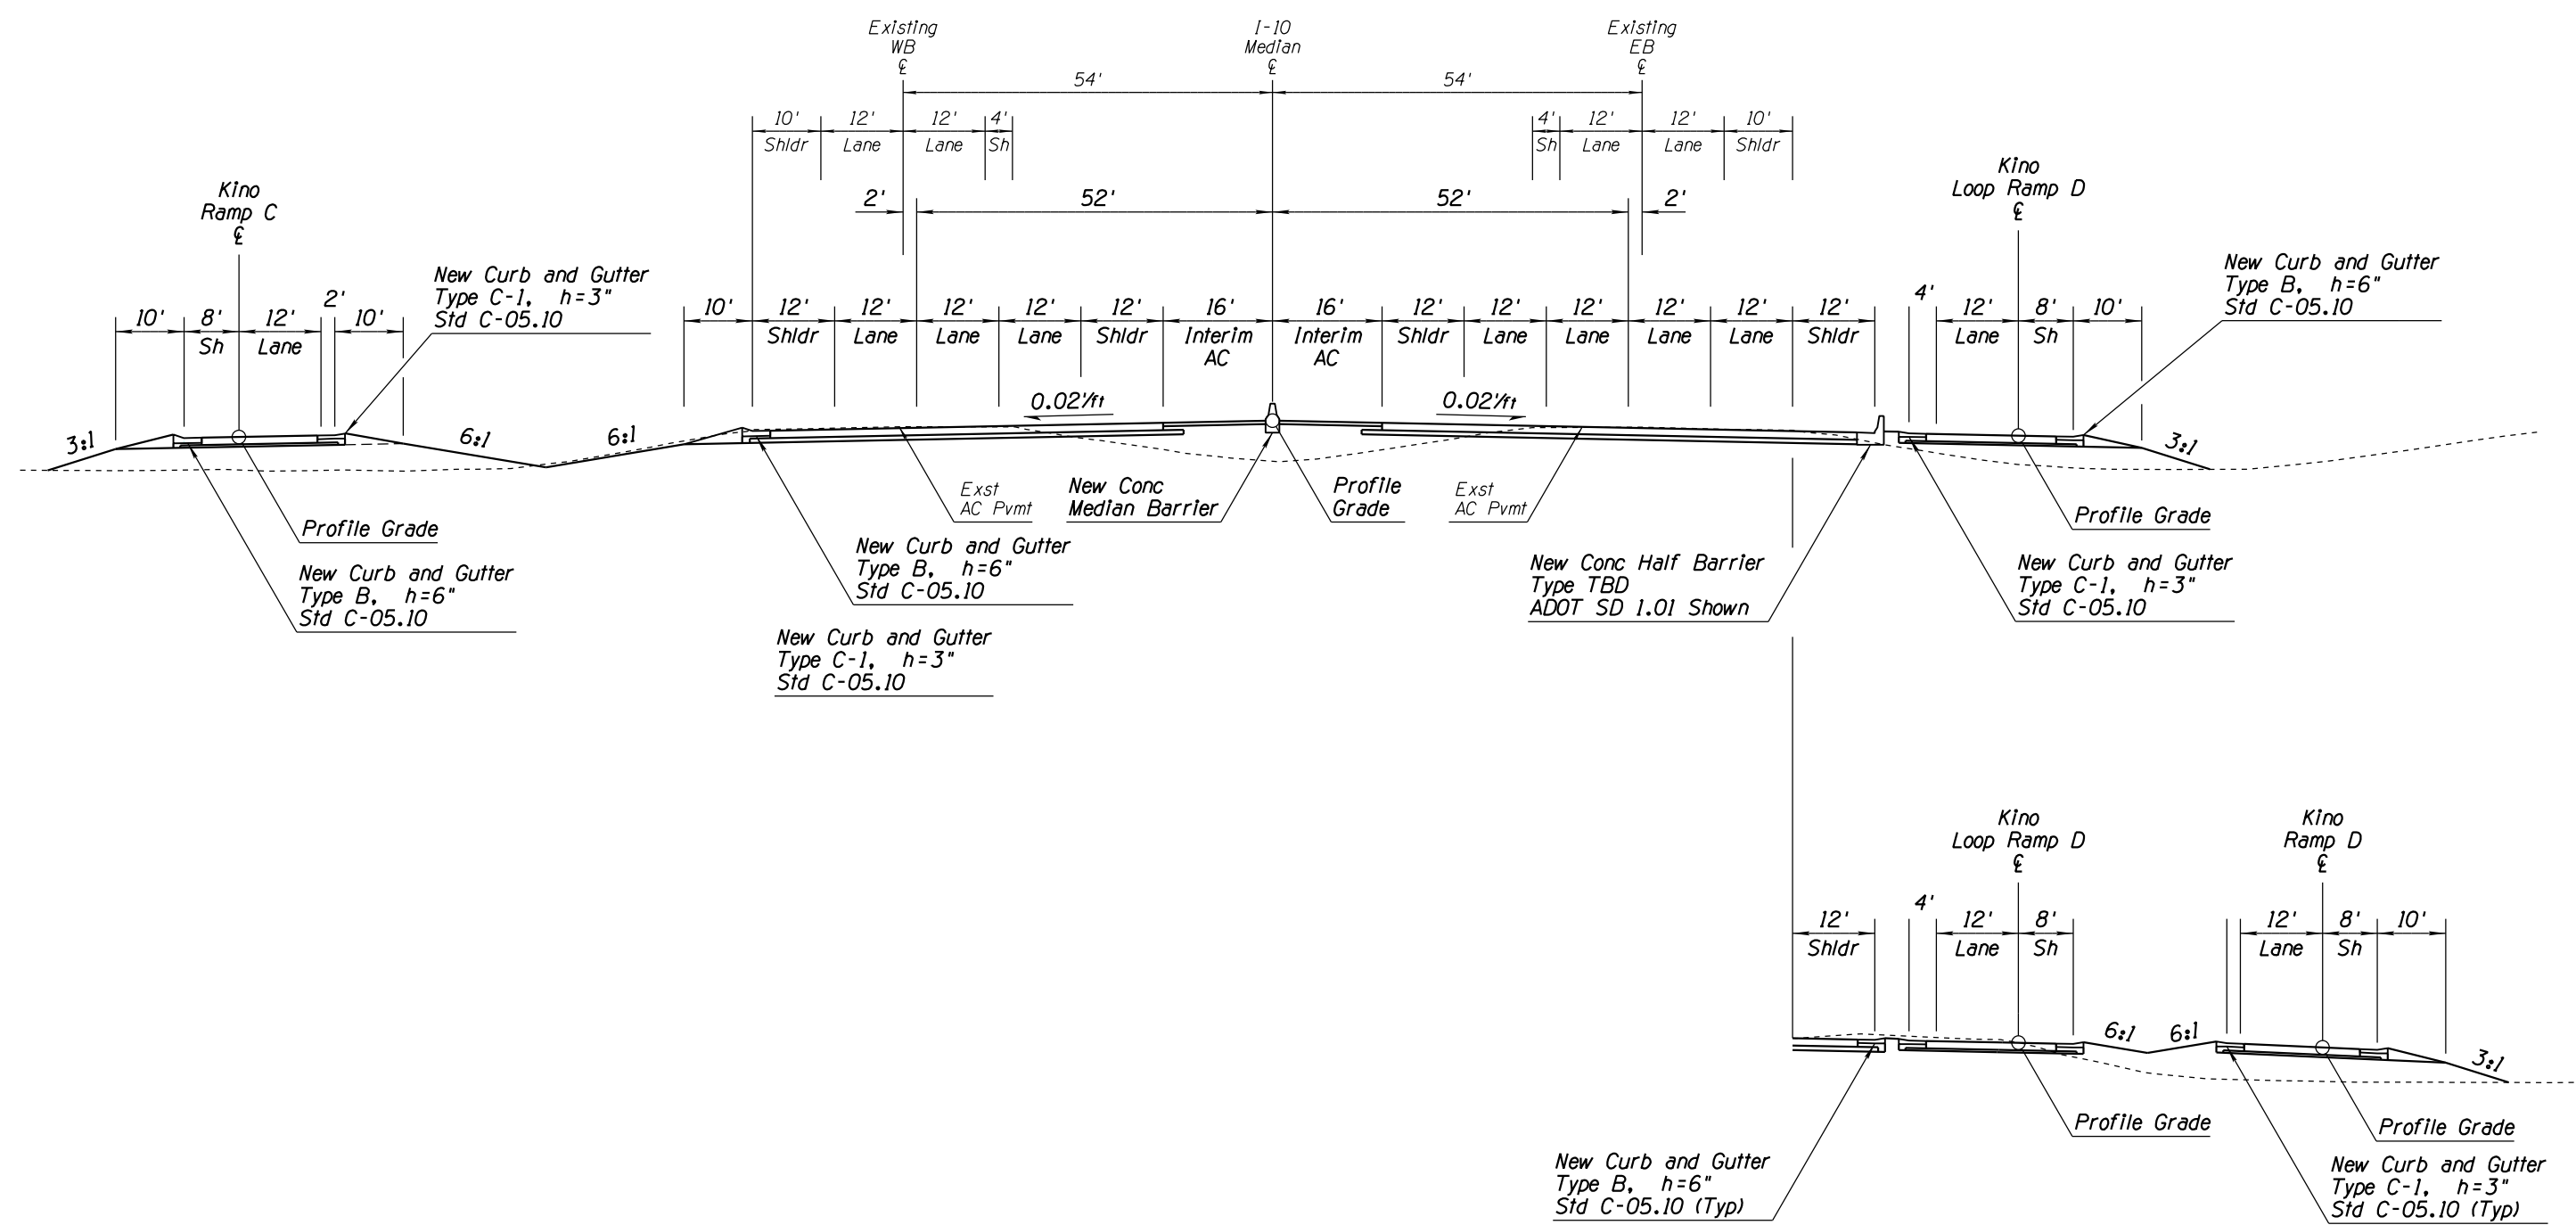 Existing
WB
℄
I-10
Median
℄
Existing
EB
℄
54'
54'
10'
12'
12'
4'
Shldr
Lane
Lane
Sh
4'
12'
12'
10'
Sh
Lane
Lane
Shldr
2'
52'
52'
2'
Kino
Ramp C
℄
Kino
Loop Ramp D
℄
New Curb and Gutter
Type C-1, h=3"
Std C-05.10
New Curb and Gutter
Type B, h=6"
Std C-05.10
10'
8'
12'
2'
10'
Sh
Lane
10'
12'
12'
12'
12'
12'
16'
16'
12'
12'
12'
12'
12'
12'
Shldr
Lane
Lane
Lane
Shldr
Interim
AC
Interim
AC
Shldr
Lane
Lane
Lane
Lane
Shldr
4'
12'
8'
10'
Lane
Sh
0.02'/ft
0.02'/ft
3:1
6:1
6:1
3:1
Exst
AC Pvmt
New Conc
Median Barrier
Profile
Grade
Exst
AC Pvmt
Profile Grade
Profile Grade
New Curb and Gutter
Type B, h=6"
Std C-05.10
New Curb and Gutter
Type B, h=6"
Std C-05.10
New Conc Half Barrier
Type TBD
ADOT SD 1.01 Shown
New Curb and Gutter
Type C-1, h=3"
Std C-05.10
New Curb and Gutter
Type C-1, h=3"
Std C-05.10
Kino
Loop Ramp D
℄
Kino
Ramp D
℄
12'
4'
12'
8'
12'
8'
10'
Shldr
Lane
Sh
Lane
Sh
6:1
6:1
3:1
Profile Grade
Profile Grade
New Curb and Gutter
Type B, h=6"
Std C-05.10 (Typ)
New Curb and Gutter
Type C-1, h=3"
Std C-05.10 (Typ)